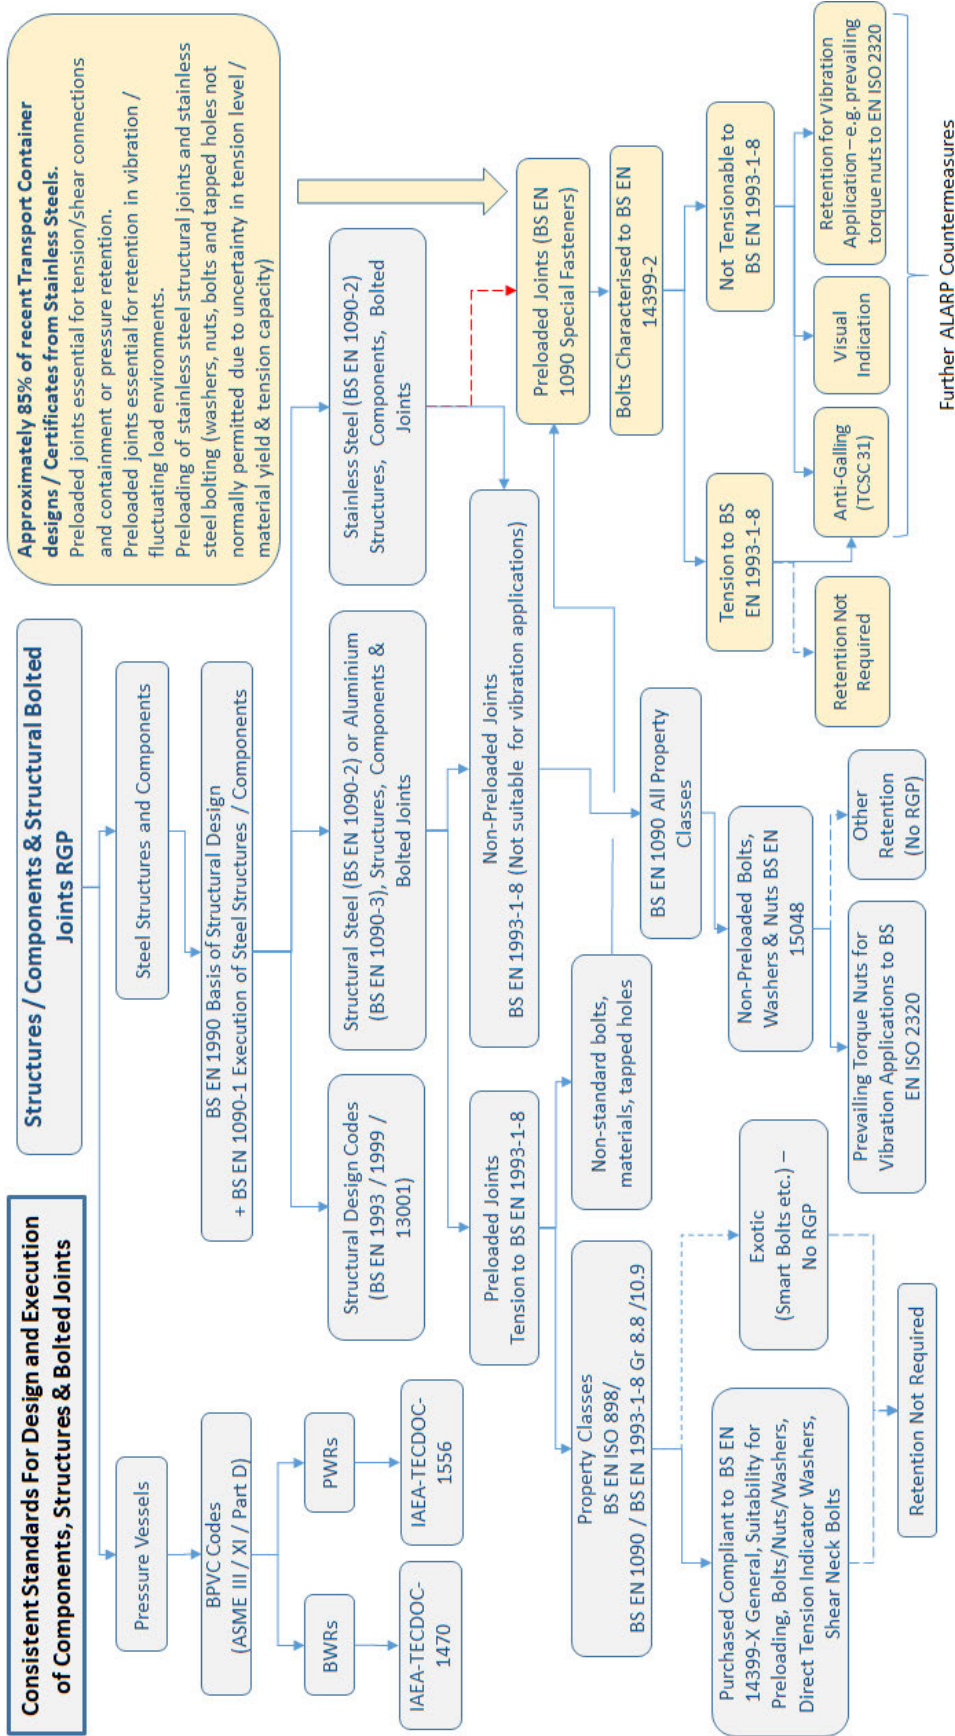 Consistent Standards For Design and Execution
of Components, Structures & Bolted Joints
Structures / Components & Structural Bolted
Joints RGP
Approximately 85% of recent Transport Container
designs / Certificates from Stainless Steels.
Preloaded joints essential for tension/shear connections
and containment or pressure retention.
Preloaded joints essential for retention in vibration /
fluctuating load environments.
Preloading of stainless steel structural joints and stainless
steel bolting (washers, nuts, bolts and tapped holes not
normally permitted due to uncertainty in tension level /
material yield & tension capacity)
Pressure Vessels
Steel Structures and Components
BPVC Codes
(ASME III / XI / Part D)
BS EN 1990 Basis of Structural Design
+ BS EN 1090-1 Execution of Steel Structures / Components
BWRs
PWRs
IAEA-TECDOC-
1470
IAEA-TECDOC-
1556
Structural Design Codes
(BS EN 1993 / 1999 /
13001)
Structural Steel (BS EN 1090-2) or Aluminium
(BS EN 1090-3), Structures, Components &
Bolted Joints
Stainless Steel (BS EN 1090-2)
Structures, Components, Bolted
Joints
Preloaded Joints
Tension to BS EN 1993-1-8
Non-Preloaded Joints
BS EN 1993-1-8 (Not suitable for vibration applications)
Preloaded Joints (BS EN
1090 Special Fasteners)
Property Classes
BS EN ISO 898/
BS EN 1090 / BS EN 1993-1-8 Gr 8.8 /10.9
Non-standard bolts,
materials, tapped holes
BS EN 1090 All Property
Classes
Bolts Characterised to BS EN
14399-2
Purchased Compliant to BS EN
14399-X General, Suitability for
Preloading, Bolts/Nuts/Washers,
Direct Tension Indicator Washers,
Shear Neck Bolts
Exotic
(Smart Bolts etc.) –
No RGP
Non-Preloaded Bolts,
Washers & Nuts BS EN
15048
Tension to BS
EN 1993-1-8
Not Tensionable to
BS EN 1993-1-8
Prevailing Torque Nuts for
Vibration Applications to BS
EN ISO 2320
Other
Retention
(No RGP)
Retention Not
Required
Anti-Galling
(TCSC 31)
Visual
Indication
Retention for Vibration
Application – e.g. prevailing
torque nuts to EN ISO 2320
Retention Not Required
Further ALARP Countermeasures